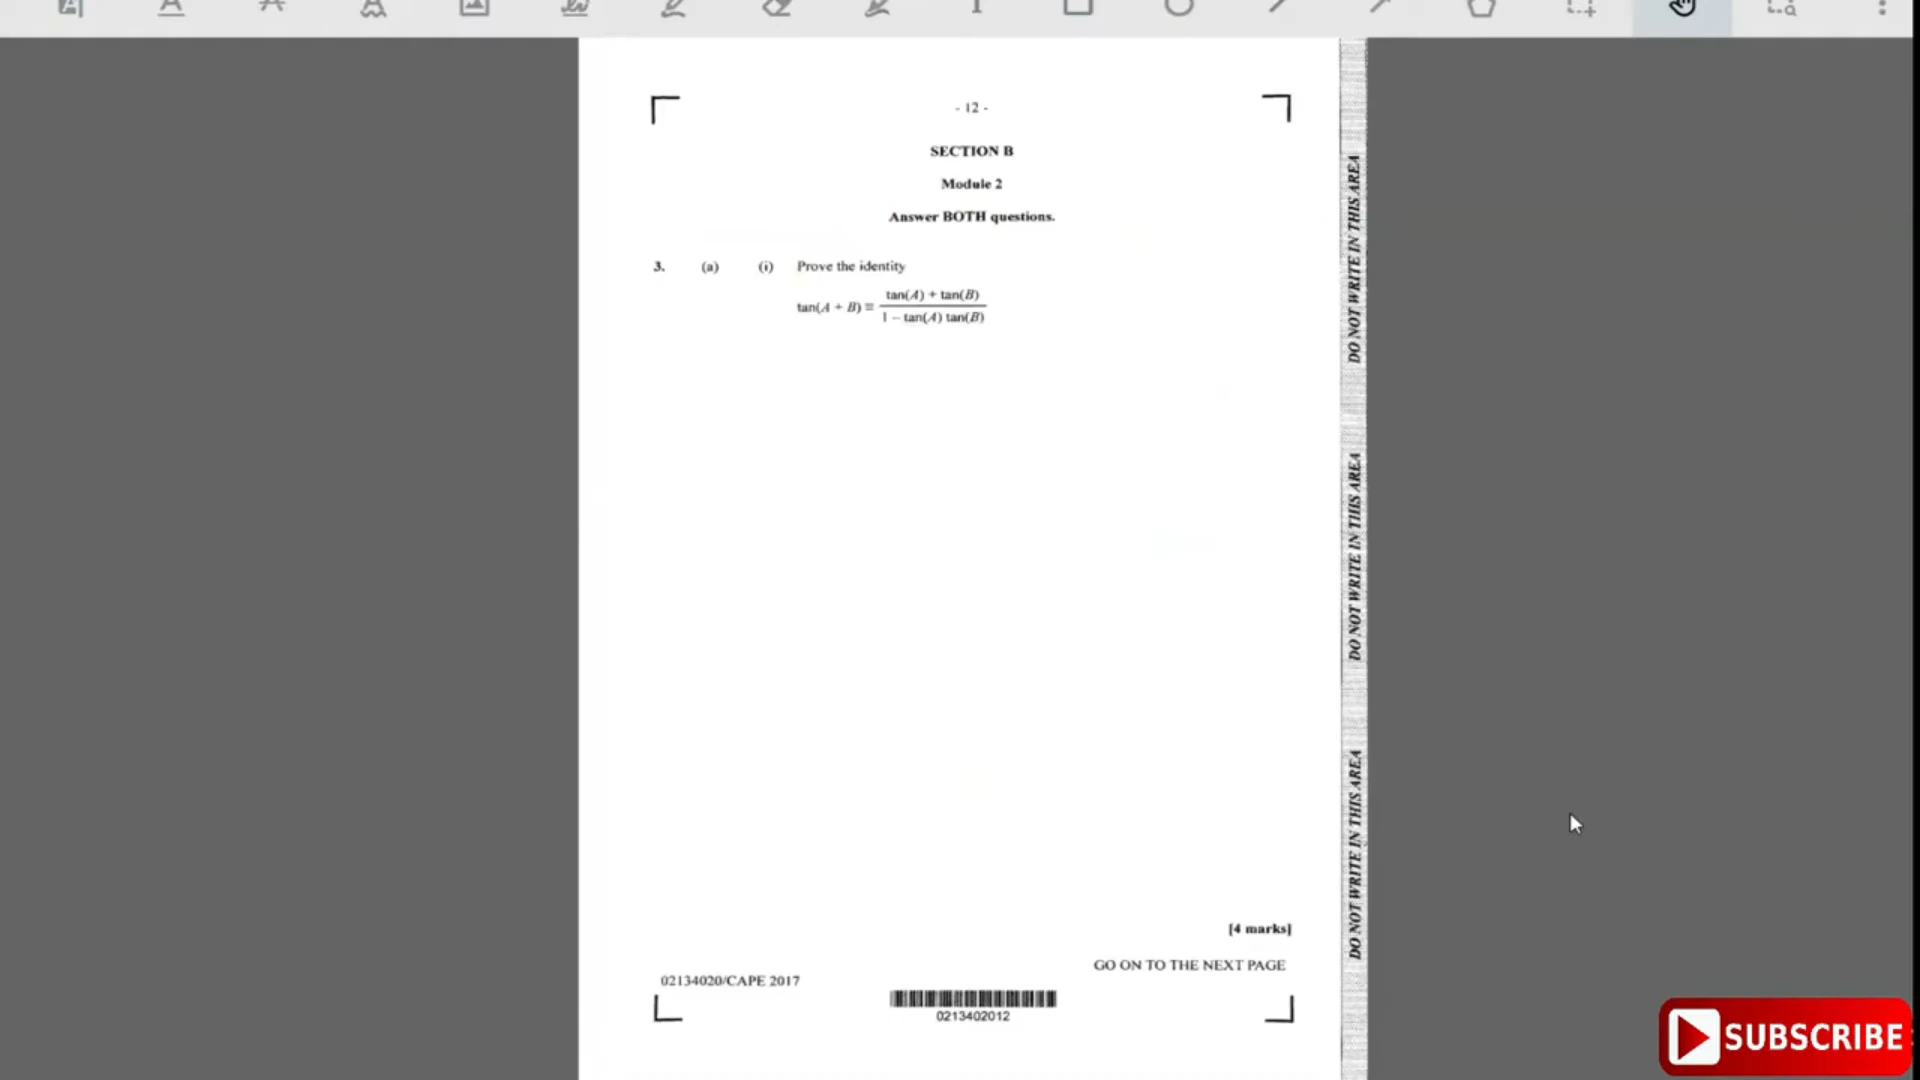 - 12 -
SECTION B
Module 2
Answer BOTH questions.
3. (a) (i) Prove the identity
tan(A + B) ≡ tan(A) + tan(B) / 1 − tan(A) tan(B)
[4 marks]
GO ON TO THE NEXT PAGE
02134020/CAPE 2017
0213402012
DO NOT WRITE IN THIS AREA
DO NOT WRITE IN THIS AREA
DO NOT WRITE IN THIS AREA
SUBSCRIBE